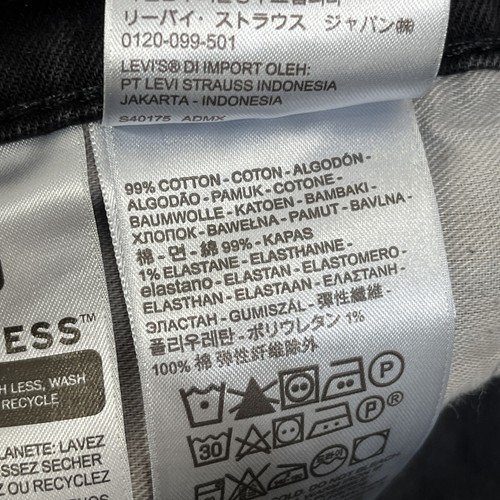 リーバイ・ストラウス ジャパン㈱
0120-099-501
LEVI'S® DI IMPORT OLEH:
PT LEVI STRAUSS INDONESIA
JAKARTA - INDONESIA
S40175 ADMX
99% COTTON - COTON - ALGODÓN -
ALGODÃO - PAMUK - COTONE -
BAUMWOLLE - KATOEN - BAMBAKI -
ХЛОПОК - BAWEŁNA - PAMUT - BAVLNA -
棉 - 면 - 綿 99% - KAPAS
1% ELASTANE - ELASTHANNE -
elastano - ELASTAN - ELASTOMERO -
ELASTHAN - ELASTAAN - ΕΛΑΣΤΑΝΗ -
ЭЛАСТАН - GUMISZÁL - 弹性纖維 -
폴리우레탄 - ポリウレタン 1%
100% 棉 弹性纤维除外
P
30
P®
ESS™
H LESS, WASH
RECYCLE
PLANETE: LAVEZ
SSEZ SECHER
OU RECYCLEZ